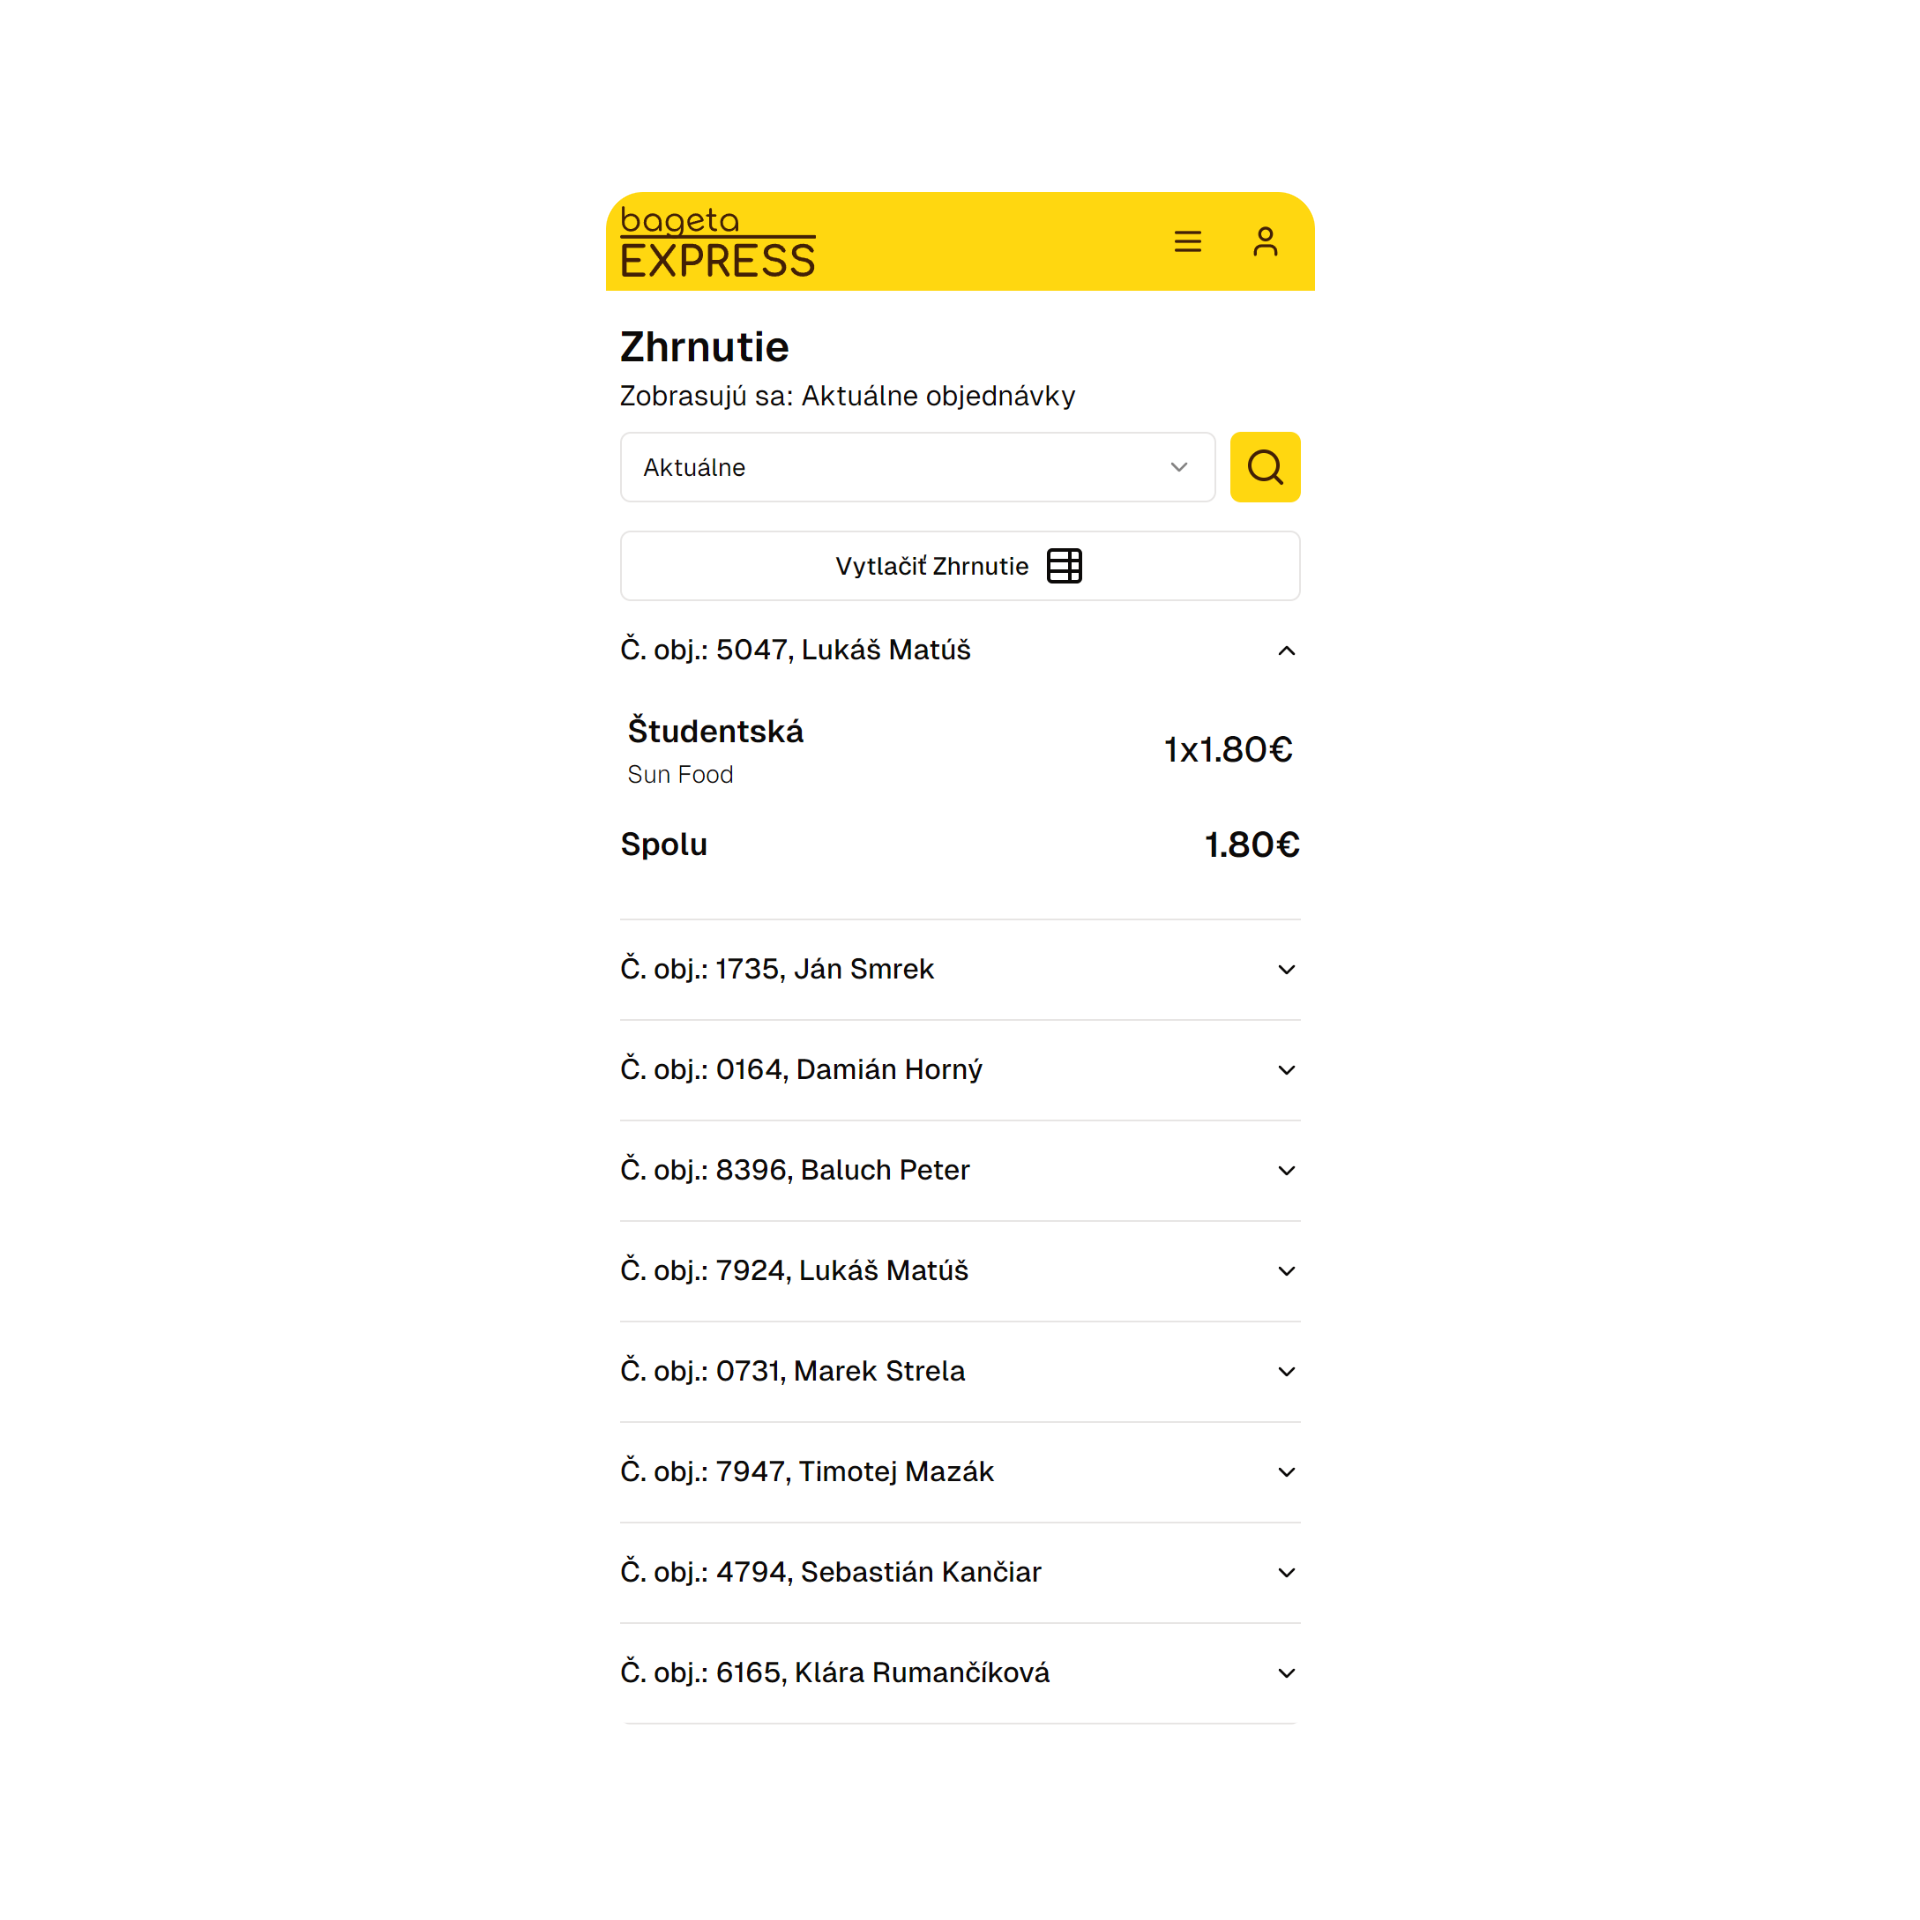 bageta
EXPRESS
Zhrnutie
Zobrasujú sa: Aktuálne objednávky
Aktuálne
Vytlačiť Zhrnutie
Č. obj.: 5047, Lukáš Matúš
Študentská
1x1.80€
Sun Food
Spolu
1.80€
Č. obj.: 1735, Ján Smrek
Č. obj.: 0164, Damián Horný
Č. obj.: 8396, Baluch Peter
Č. obj.: 7924, Lukáš Matúš
Č. obj.: 0731, Marek Strela
Č. obj.: 7947, Timotej Mazák
Č. obj.: 4794, Sebastián Kančiar
Č. obj.: 6165, Klára Rumančíková